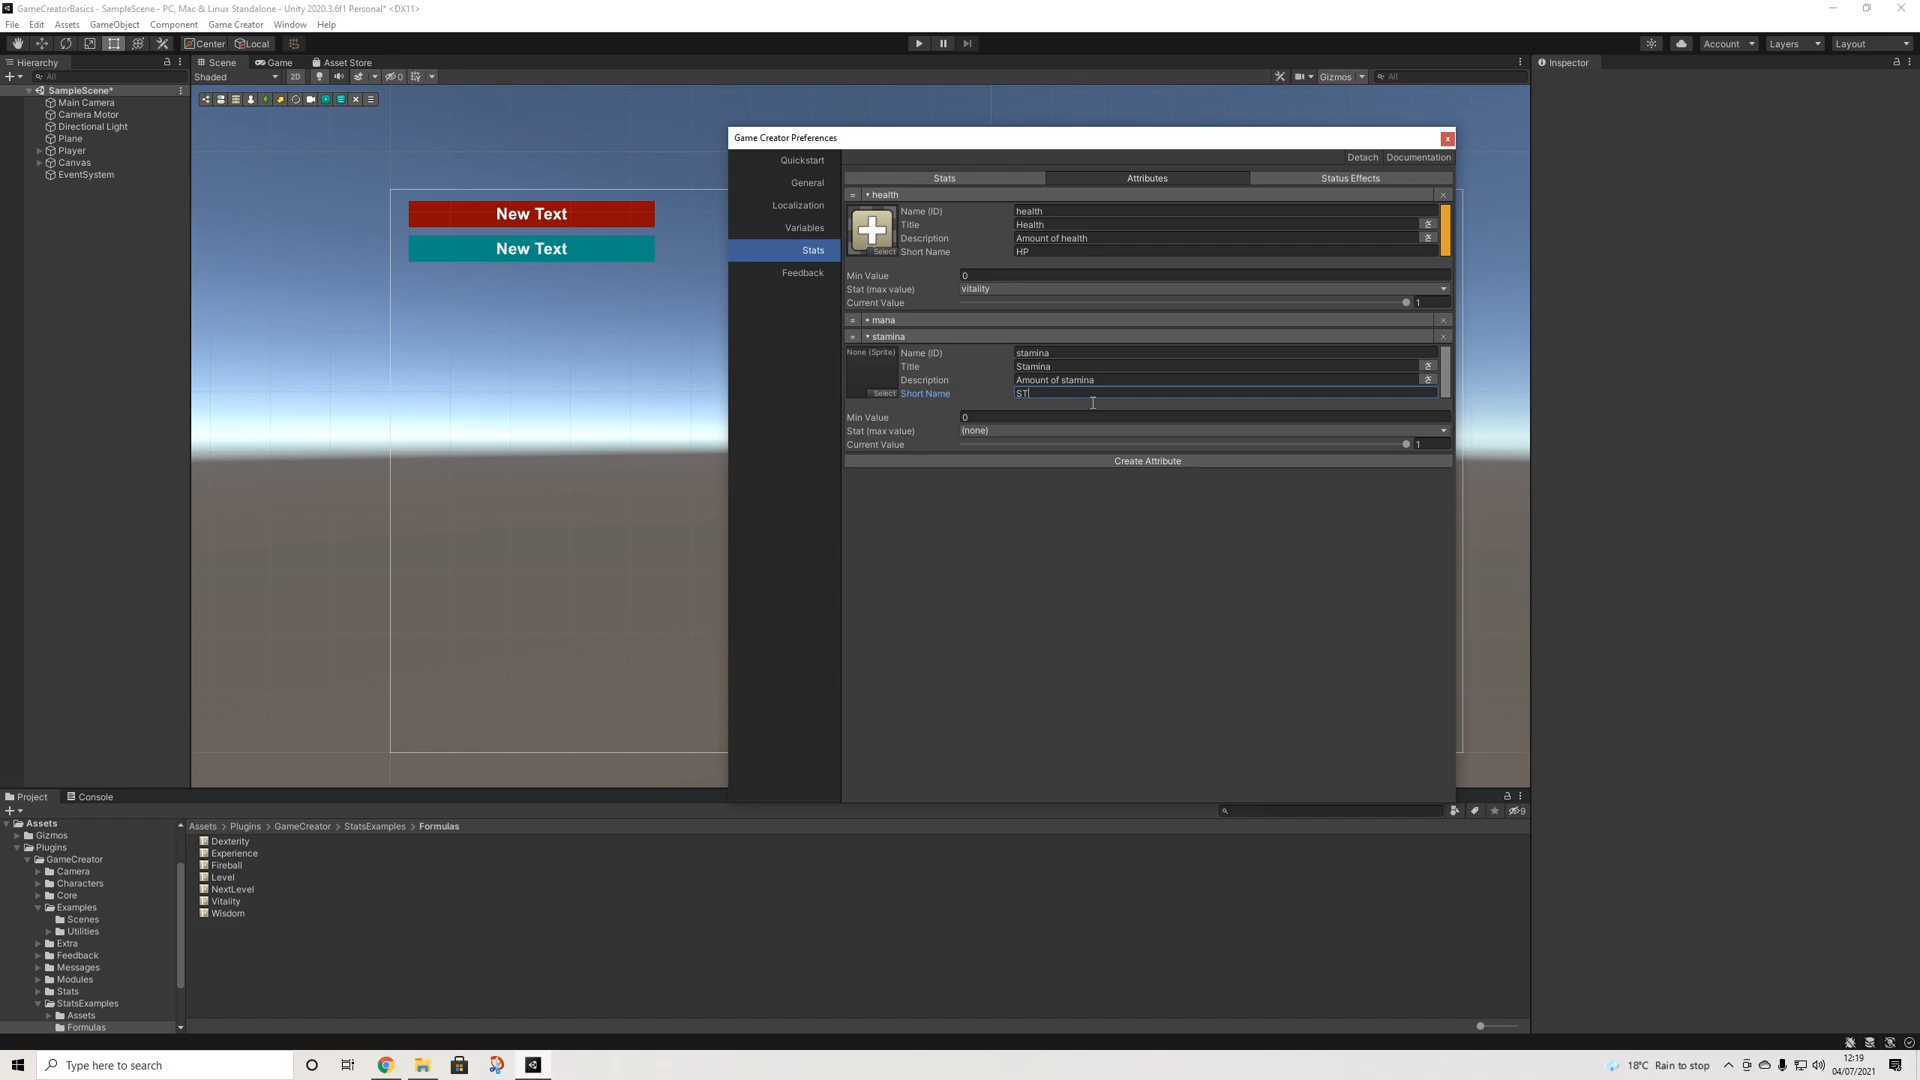 GameCreatorBasics - SampleScene - PC, Mac & Linux Standalone - Unity 2020.3.6f1 Personal* <DX11>
File Edit Assets GameObject Component Game Creator Window Help
Center Local Account Layers Layout
Hierarchy Scene Game Asset Store Inspector
All Shaded 2D 0 Gizmos All
SampleScene*
Main Camera
Camera Motor
Directional Light
Plane
Player
Canvas
EventSystem
New Text
New Text
Game Creator Preferences
Quickstart
General
Localization
Variables
Stats
Feedback
Detach Documentation
Stats Attributes Status Effects
health
Name (ID) health
Title Health
Description Amount of health
Select Short Name HP
Min Value 0
Stat (max value) vitality
Current Value 1
mana
stamina
None (Sprite) Name (ID) stamina
Title Stamina
Description Amount of stamina
Select Short Name ST
Min Value 0
Stat (max value) (none)
Current Value 1
Create Attribute
Project Console
9
Assets
Gizmos
Plugins
GameCreator
Camera
Characters
Core
Examples
Scenes
Utilities
Extra
Feedback
Messages
Modules
Stats
StatsExamples
Assets
Formulas
Assets > Plugins > GameCreator > StatsExamples > Formulas
Dexterity
Experience
Fireball
Level
NextLevel
Vitality
Wisdom
Type here to search
18°C Rain to stop
12:19
04/07/2021